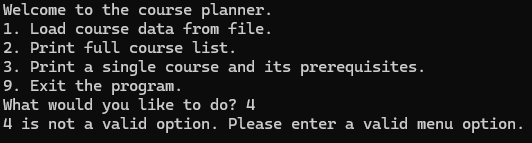 Welcome to the course planner.
1. Load course data from file.
2. Print full course list.
3. Print a single course and its prerequisites.
9. Exit the program.
What would you like to do? 4
4 is not a valid option. Please enter a valid menu option.